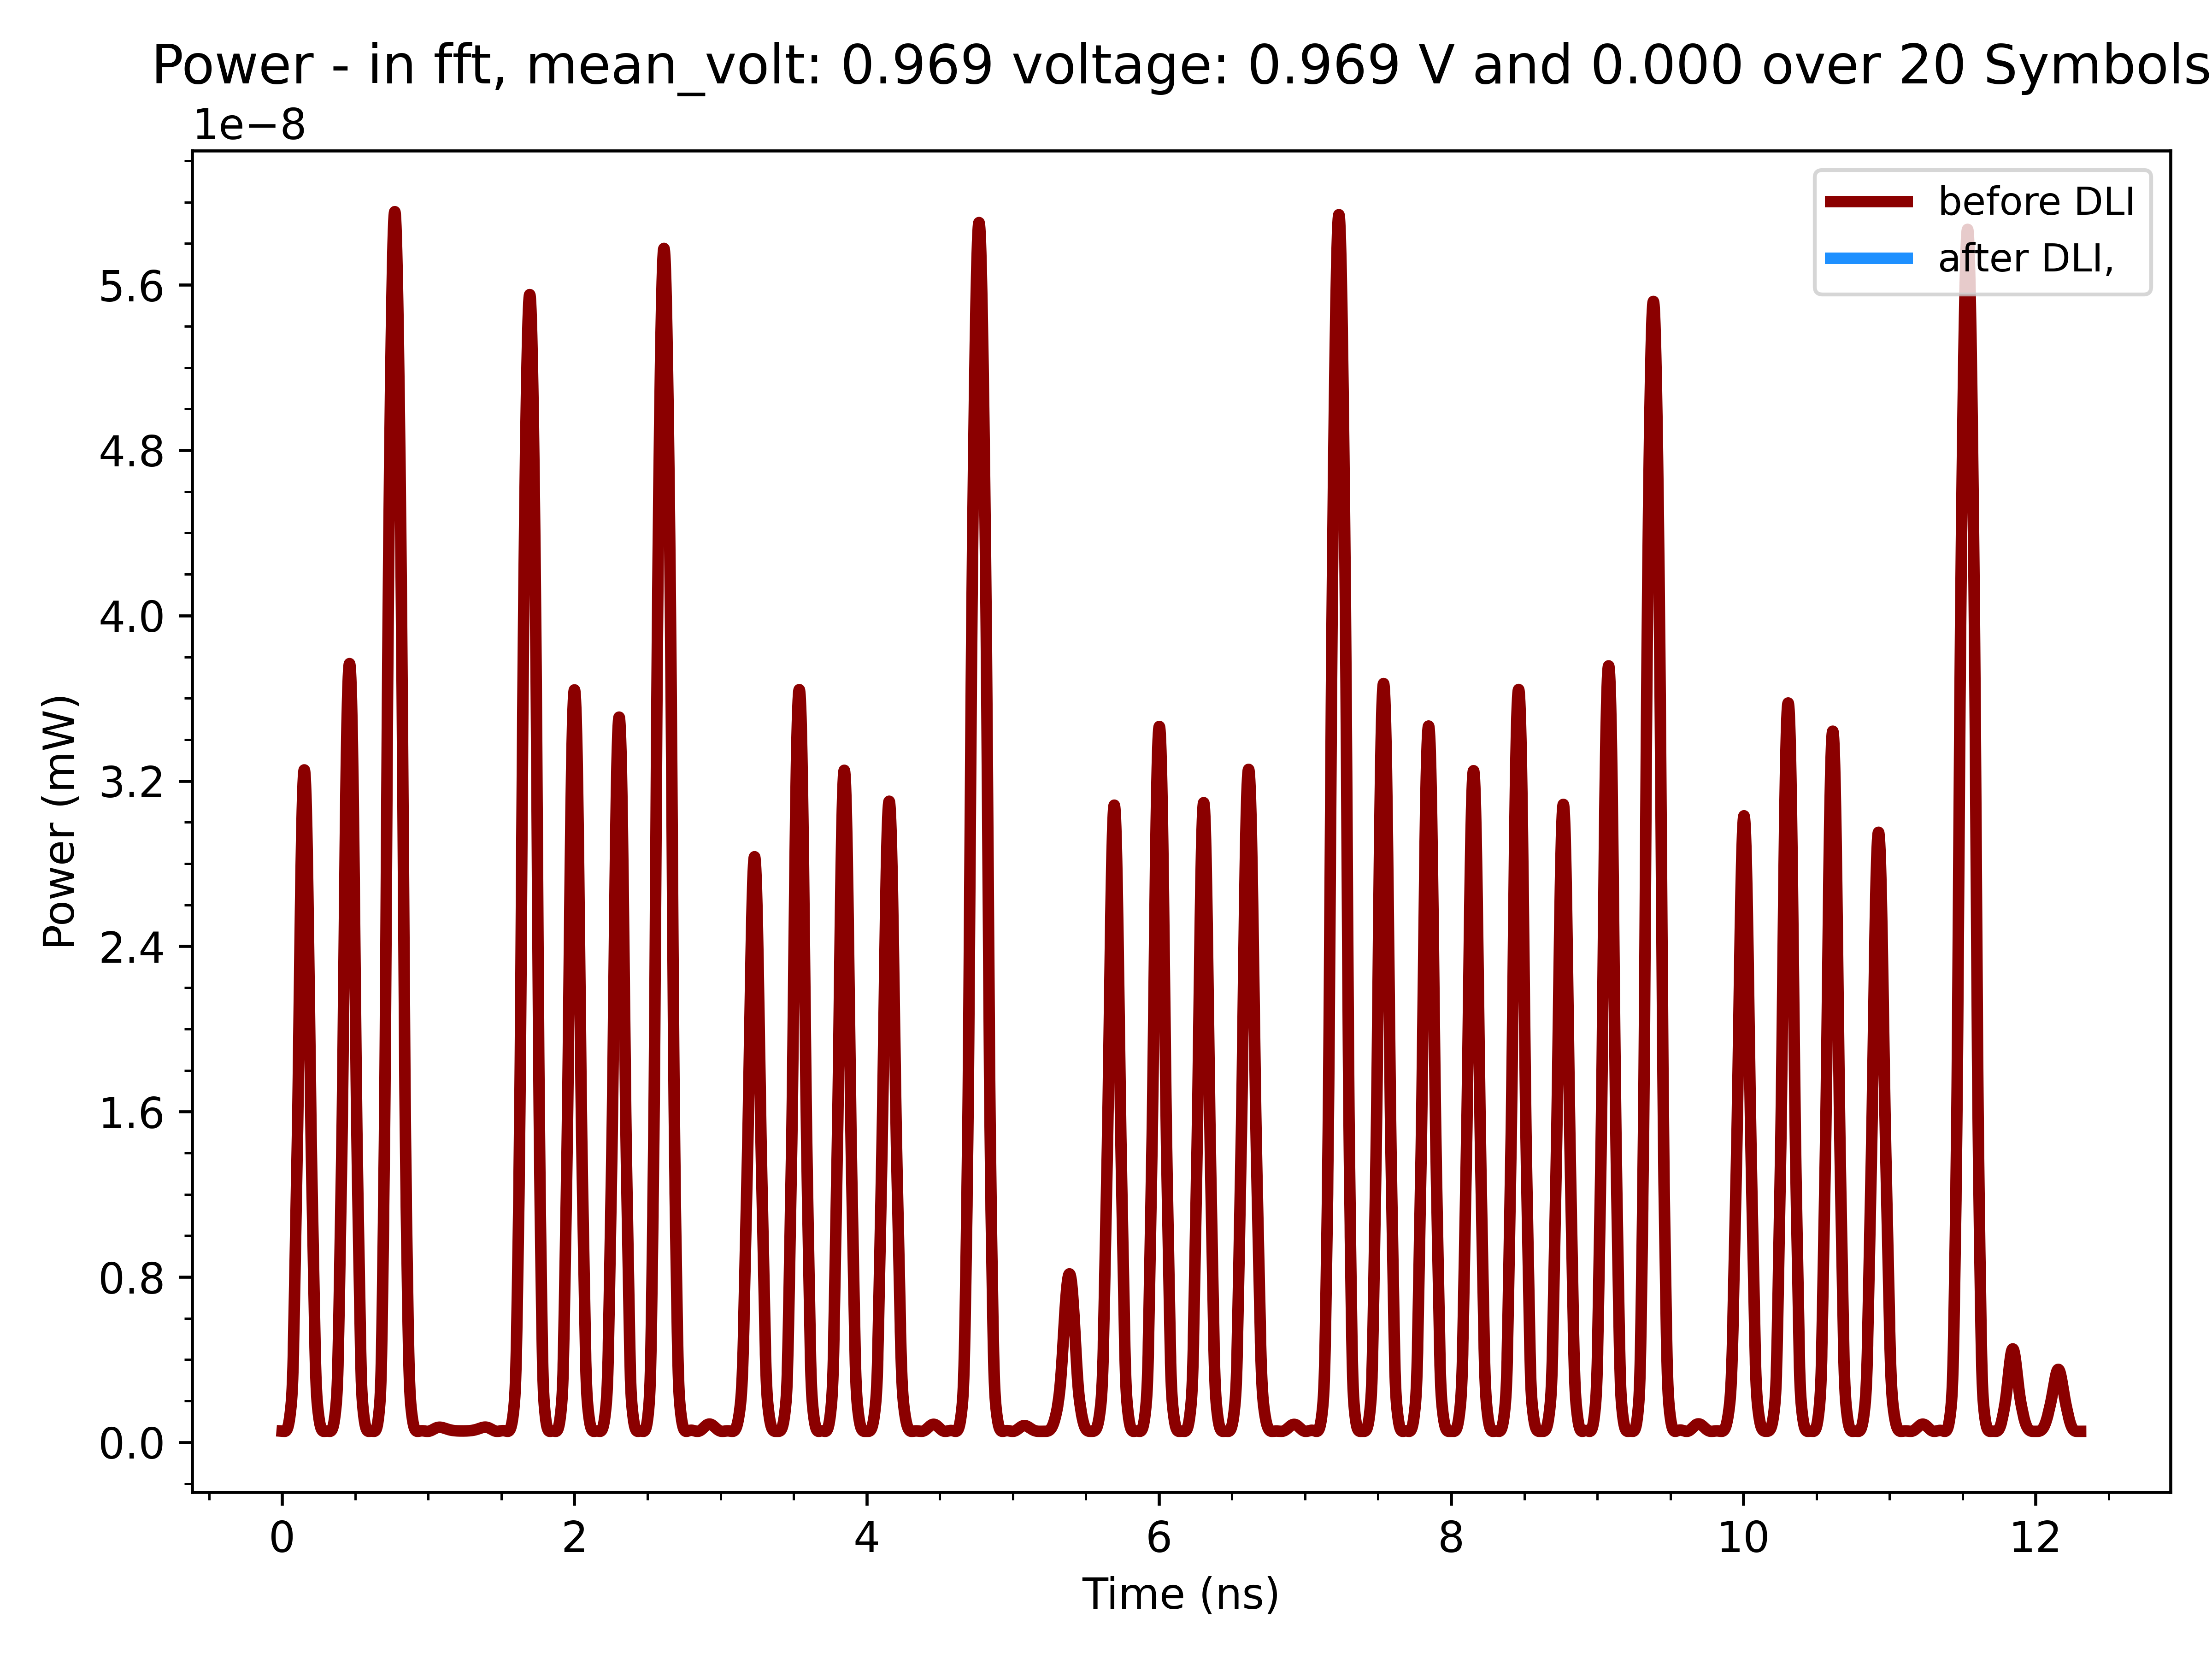 Power - in fft, mean_volt: 0.969 voltage: 0.969 V and 0.000 over 20 Symbols
1e−8
before DLI
after DLI,
5.6
4.8
4.0
3.2
2.4
1.6
0.8
0.0
Power (mW)
0 2 4 6 8 10 12
Time (ns)